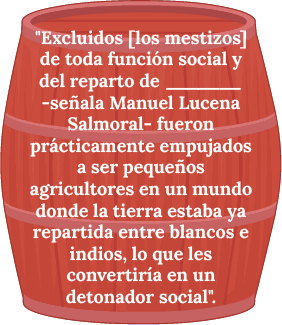 "Excluidos [los mestizos]
de toda función social y
del reparto de ________
-señala Manuel Lucena
Salmoral- fueron
prácticamente empujados
a ser pequeños
agricultores en un mundo
donde la tierra estaba ya
repartida entre blancos e
indios, lo que les
convertiría en un
detonador social".